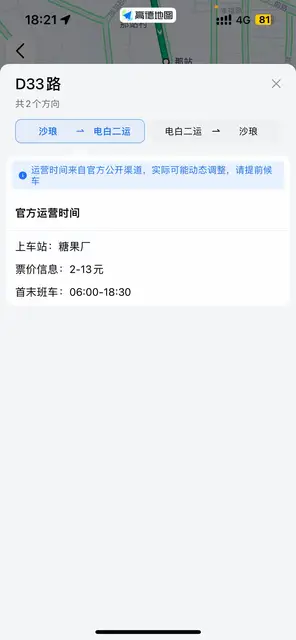 18:21
高德地图
4G
81
那站
D33路
共2个方向
沙琅 → 电白二运
电白二运 → 沙琅
运营时间来自官方公开渠道，实际可能动态调整，请提前候
车
官方运营时间
上车站：糖果厂
票价信息：2-13元
首末班车：06:00-18:30